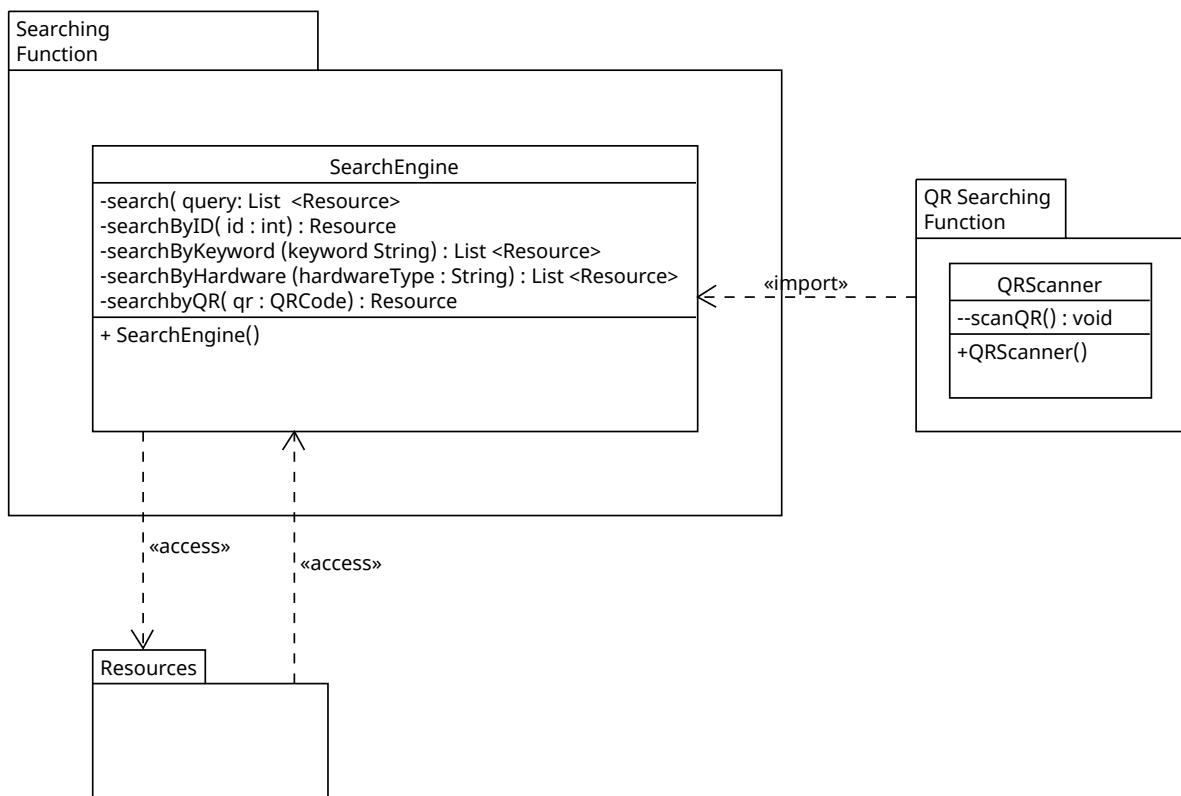 Searching
Function
SearchEngine
-search( query: List  <Resource>
-searchByID( id : int) : Resource
-searchByKeyword (keyword String) : List <Resource>
-searchByHardware (hardwareType : String) : List <Resource>
-searchbyQR( qr : QRCode) : Resource
+ SearchEngine()
«import»
QR Searching
Function
QRScanner
--scanQR() : void
+QRScanner()
«access»
«access»
Resources